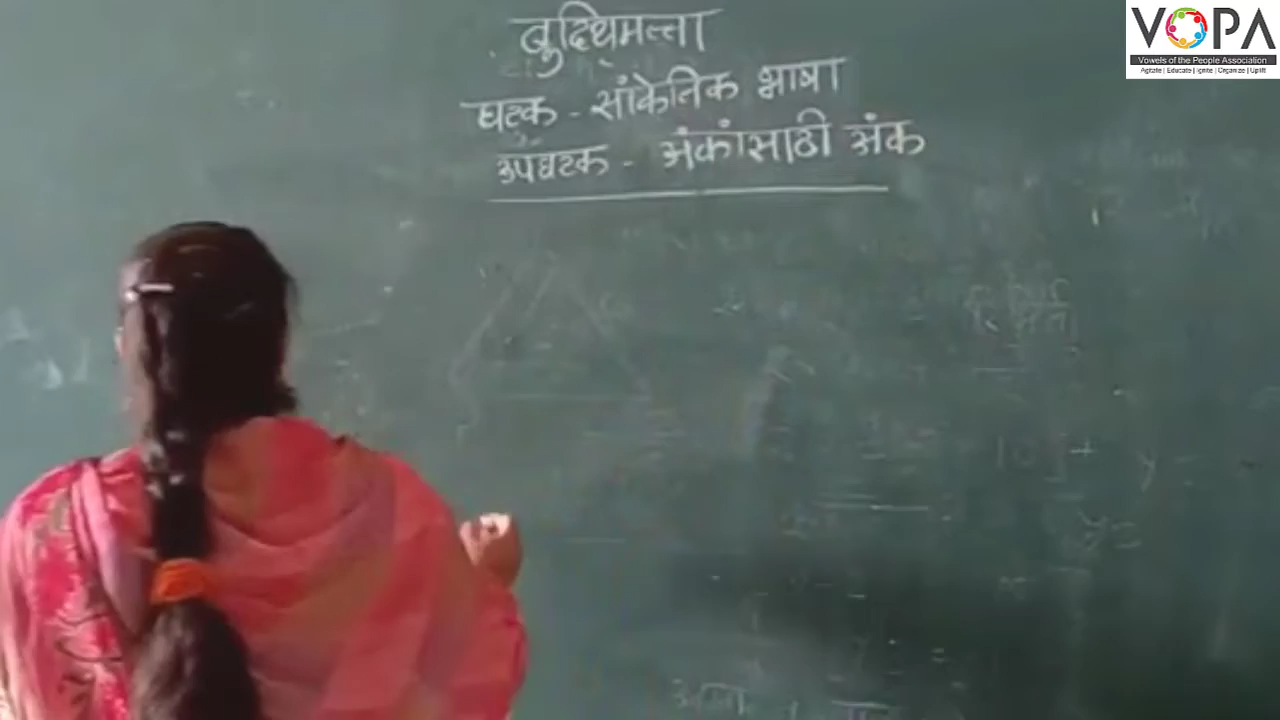 VOPA
Vowels of the People Association
Agitate | Educate | Ignite | Organize | Uplift
बुद्धिमत्ता
घटक - सांकेतिक भाषा
उपघटक - अंकांसाठी अंक